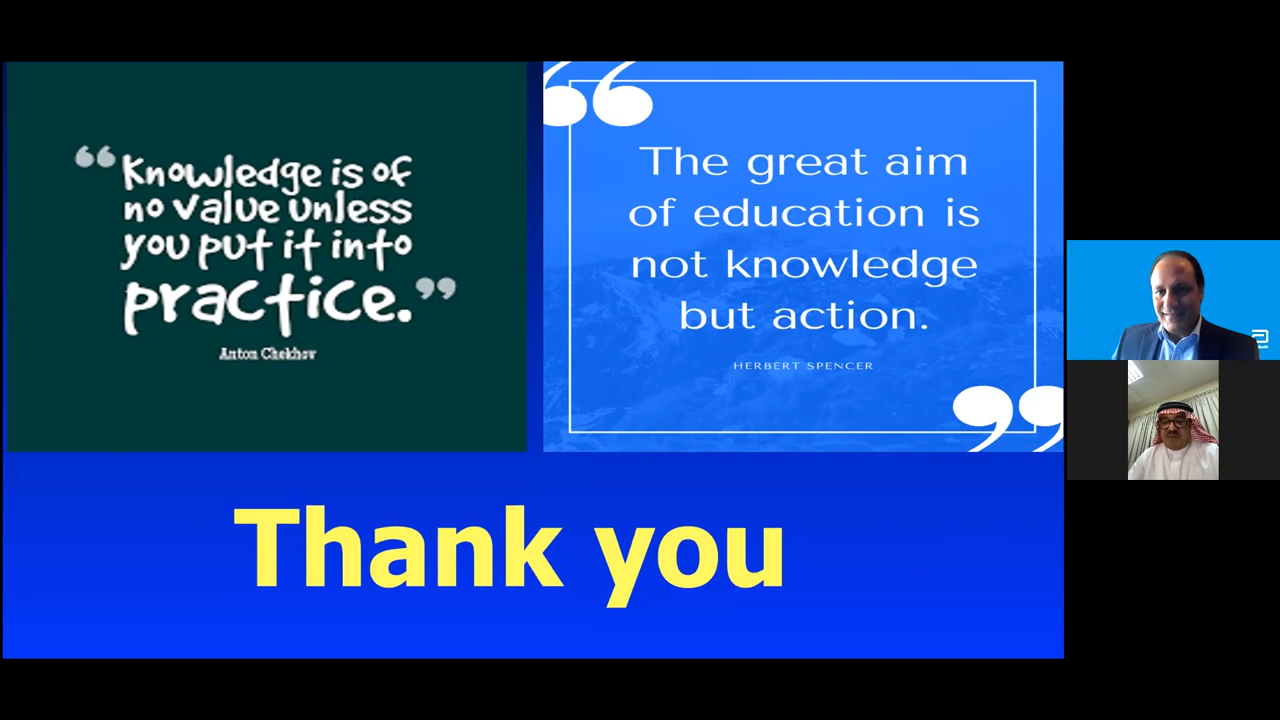 “Knowledge is of
no value unless
you put it into
practice.”
Anton Chekhov
“The great aim
of education is
not knowledge
but action.”
HERBERT SPENCER
Thank you